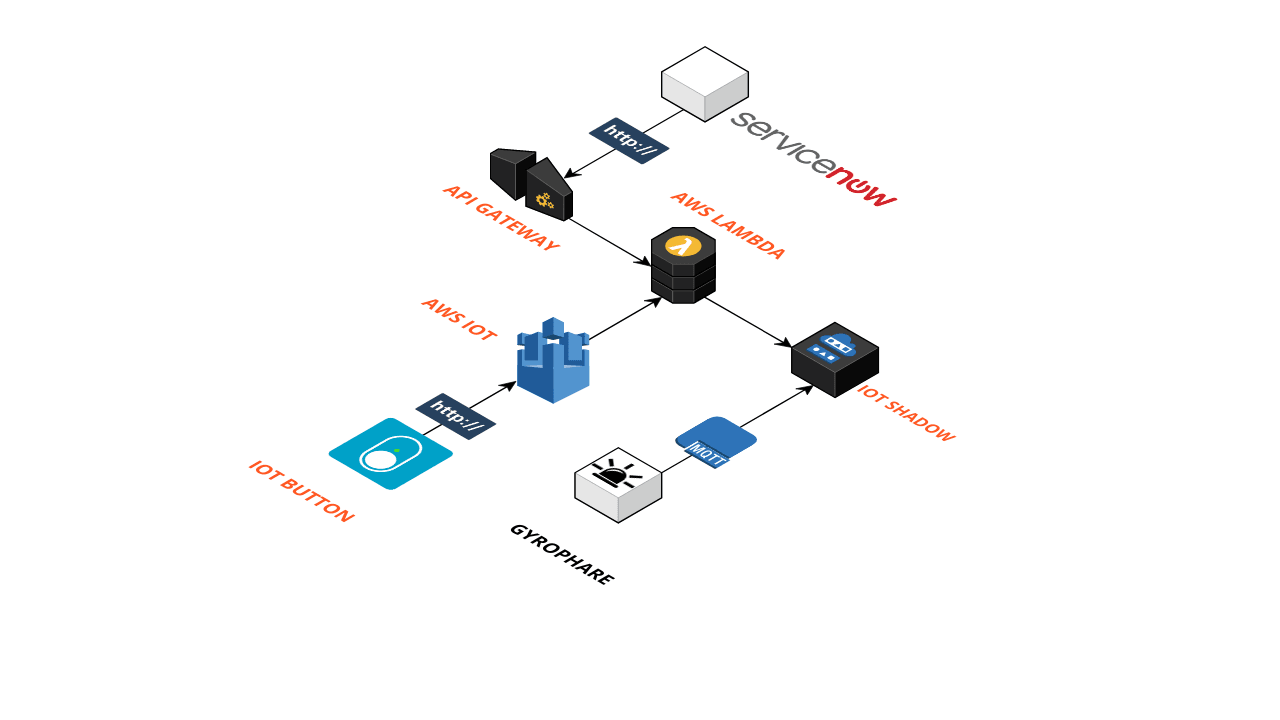 servicenow
http://
API GATEWAY
AWS LAMBDA
AWS IOT
http://
IOT SHADOW
MQTT
IOT BUTTON
GYROPHARE